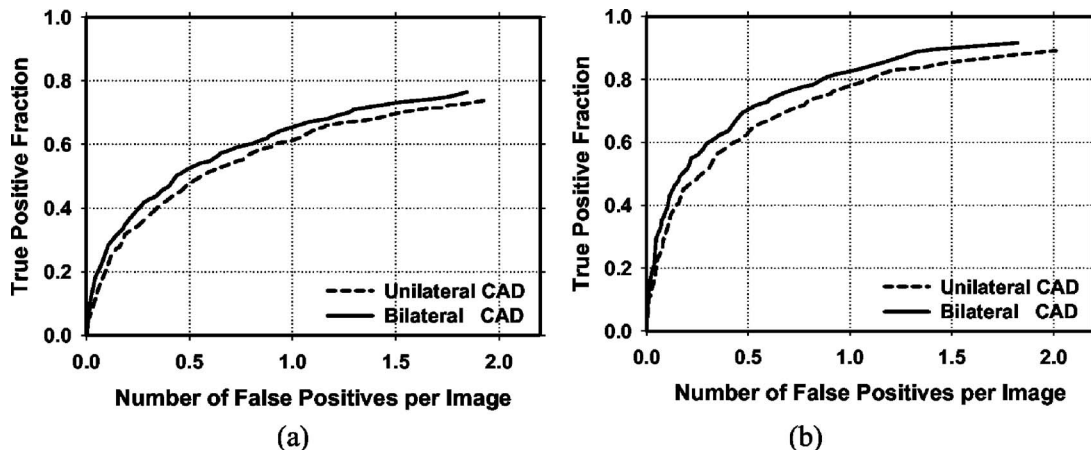 True Positive Fraction
1.0
0.8
0.6
0.4
0.2
0.0
Unilateral CAD
Bilateral CAD
0.0 0.5 1.0 1.5 2.0
Number of False Positives per Image
(a)
True Positive Fraction
1.0
0.8
0.6
0.4
0.2
0.0
Unilateral CAD
Bilateral CAD
0.0 0.5 1.0 1.5 2.0
Number of False Positives per Image
(b)